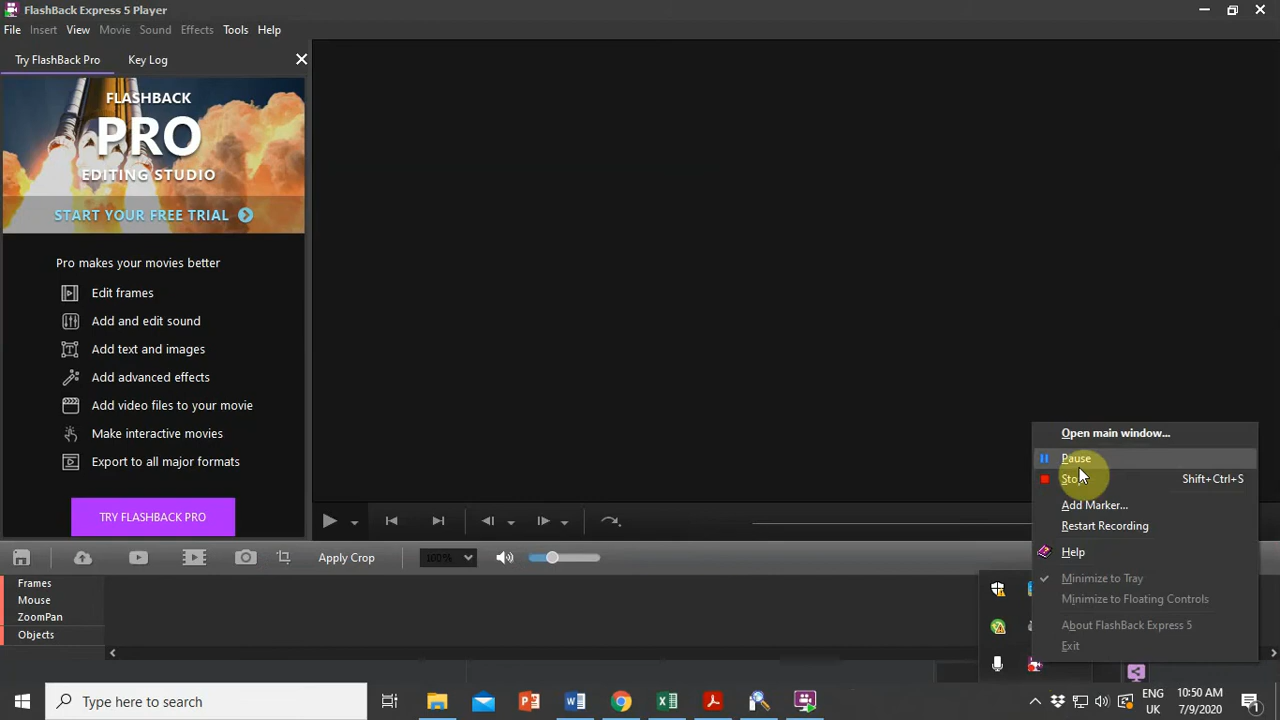 FlashBack Express 5 Player
File Insert View Movie Sound Effects Tools Help
Try FlashBack Pro Key Log
FLASHBACK
PRO
EDITING STUDIO
START YOUR FREE TRIAL
Pro makes your movies better
Edit frames
Add and edit sound
Add text and images
Add advanced effects
Add video files to your movie
Make interactive movies
Export to all major formats
TRY FLASHBACK PRO
Open main window...
Pause
Stop Shift+Ctrl+S
Add Marker...
Restart Recording
Help
Minimize to Tray
Minimize to Floating Controls
About FlashBack Express 5
Exit
Apply Crop 100%
Frames
Mouse
ZoomPan
Objects
Type here to search
ENG
UK
10:50 AM
7/9/2020
1